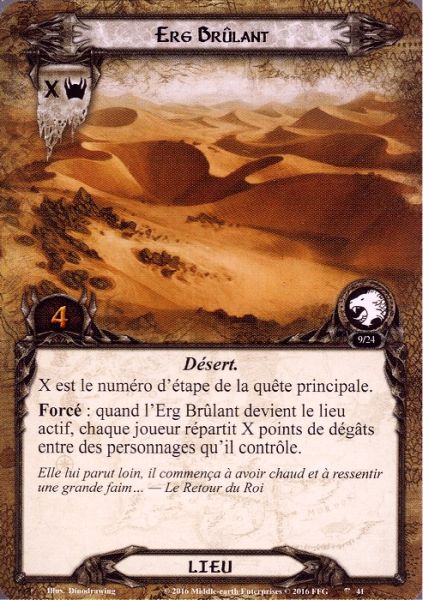 Erg Brûlant
X
4
9/24
Désert.
X est le numéro d'étape de la quête principale.
Forcé : quand l'Erg Brûlant devient le lieu
actif, chaque joueur répartit X points de dégâts
entre des personnages qu'il contrôle.
Elle lui parut loin, il commença à avoir chaud et à ressentir
une grande faim… — Le Retour du Roi
LIEU
Illus. Dinodrawing
© 2016 Middle-earth Enterprises © 2016 FFG
41